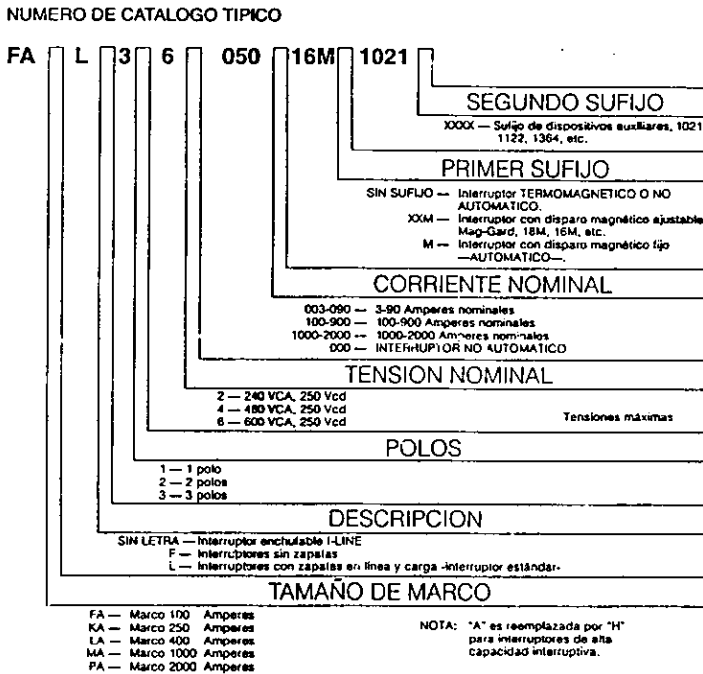 NUMERO DE CATALOGO TIPICO
FA L 3 6 050 16M 1021
SEGUNDO SUFIJO
XXXX — Sufijo de dispositivos auxiliares, 1021
1122, 1364, etc.
PRIMER SUFIJO
SIN SUFIJO — Interruptor TERMOMAGNETICO O NO
AUTOMATICO.
XXM — Interruptor con disparo magnético ajustable
Mag-Gard, 18M, 16M, etc.
M — Interruptor con disparo magnético fijo
—AUTOMATICO—.
CORRIENTE NOMINAL
003-090 — 3-90 Amperes nominales
100-900 — 100-900 Amperes nominales
1000-2000 — 1000-2000 Amperes nominales
000 — INTERRUPTOR NO AUTOMATICO
TENSION NOMINAL
2 — 240 VCA, 250 Vcd
4 — 480 VCA, 250 Vcd
6 — 600 VCA, 250 Vcd
Tensiones máximas
POLOS
1 — 1 polo
2 — 2 polos
3 — 3 polos
DESCRIPCION
SIN LETRA — Interruptor enchufable I-LINE
F — Interruptores sin zapatas
L — Interruptores con zapatas en línea y carga -interruptor estándar-
TAMAÑO DE MARCO
FA — Marco 100 Amperes
KA — Marco 250 Amperes
LA — Marco 400 Amperes
MA — Marco 1000 Amperes
PA — Marco 2000 Amperes
NOTA: "A" es reemplazada por "H"
para interruptores de alta
capacidad interruptiva.